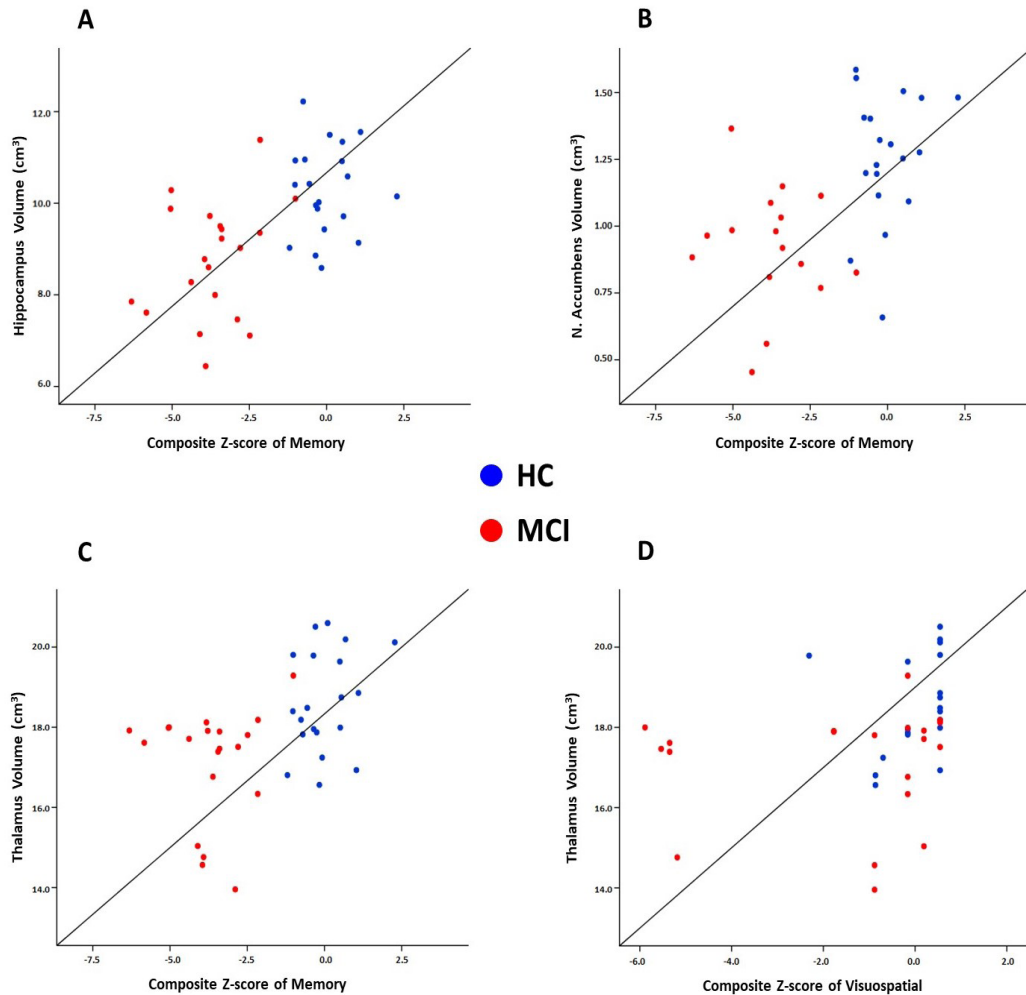 A
Hippocampus Volume (cm³)
12.0
10.0
8.0
6.0
-7.5 -5.0 -2.5 0.0 2.5
Composite Z-score of Memory
B
N. Accumbens Volume (cm³)
1.50
1.25
1.00
0.75
0.50
-7.5 -5.0 -2.5 0.0 2.5
Composite Z-score of Memory
HC
MCI
C
Thalamus Volume (cm³)
20.0
18.0
16.0
14.0
-7.5 -5.0 -2.5 0.0 2.5
Composite Z-score of Memory
D
Thalamus Volume (cm³)
20.0
18.0
16.0
14.0
-6.0 -4.0 -2.0 0.0 2.0
Composite Z-score of Visuospatial